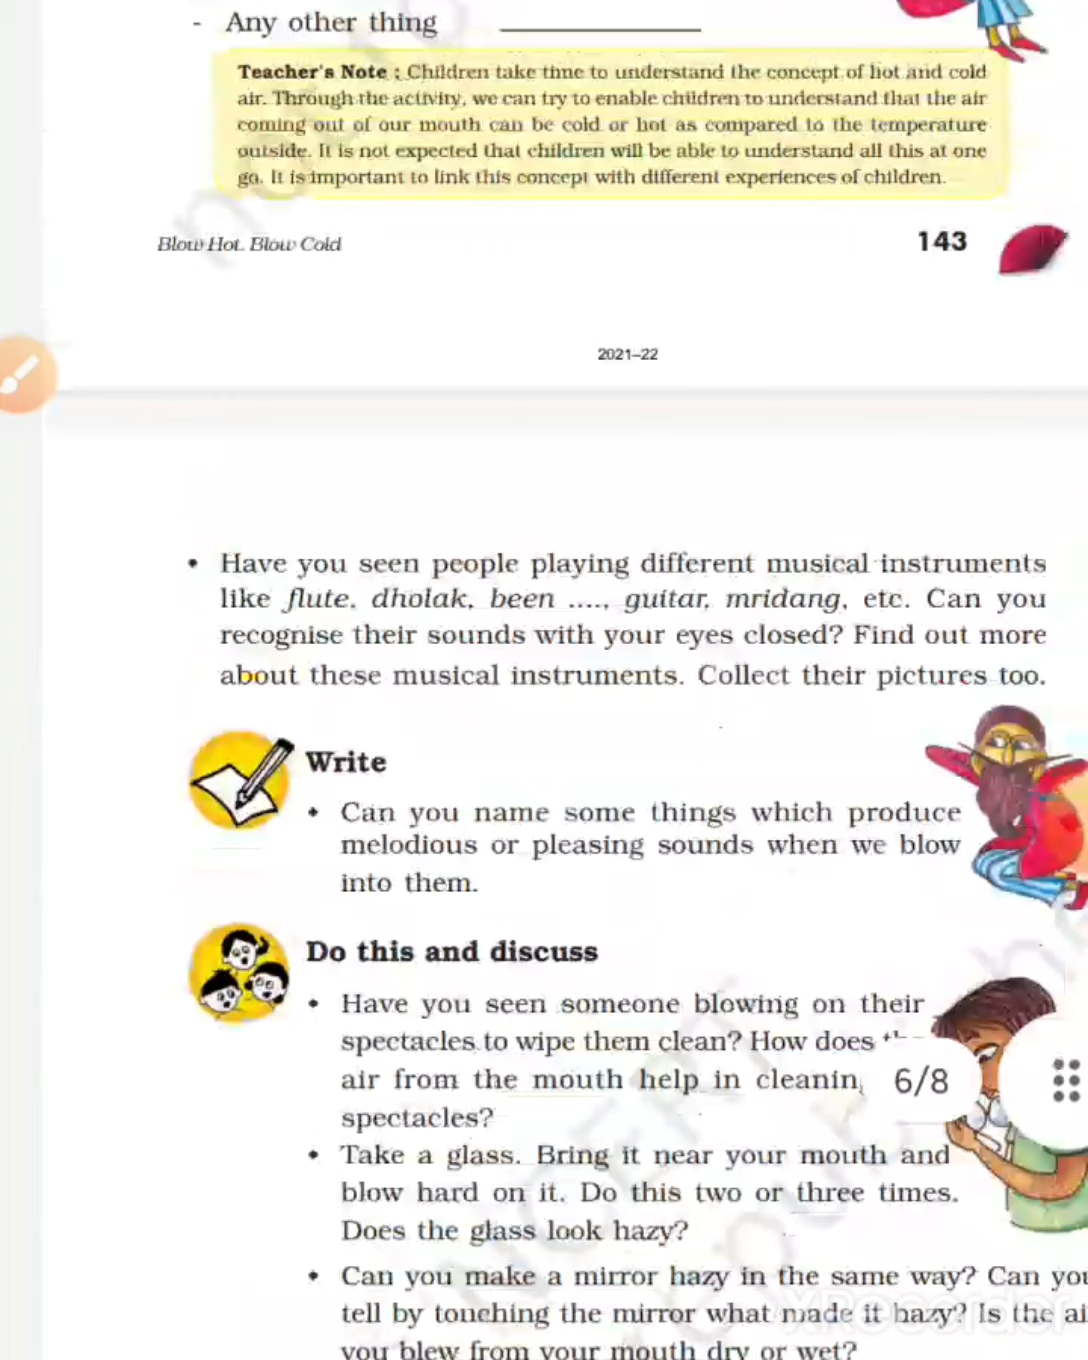 - Any other thing
Teacher's Note : Children take time to understand the concept of hot and cold
air. Through the activity, we can try to enable children to understand that the air
coming out of our mouth can be cold or hot as compared to the temperature
outside. It is not expected that children will be able to understand all this at one
go. It is important to link this concept with different experiences of children.
Blow Hot. Blow Cold
143
2021–22
• Have you seen people playing different musical instruments
like flute, dholak, been ...., guitar, mridang, etc. Can you
recognise their sounds with your eyes closed? Find out more
about these musical instruments. Collect their pictures too.
Write
• Can you name some things which produce
melodious or pleasing sounds when we blow
into them.
Do this and discuss
• Have you seen someone blowing on their
spectacles to wipe them clean? How does
air from the mouth help in cleanin
6/8
spectacles?
• Take a glass. Bring it near your mouth and
blow hard on it. Do this two or three times.
Does the glass look hazy?
• Can you make a mirror hazy in the same way? Can you
tell by touching the mirror what made it hazy? Is the ai
you blew from your mouth dry or wet?
XRecorder